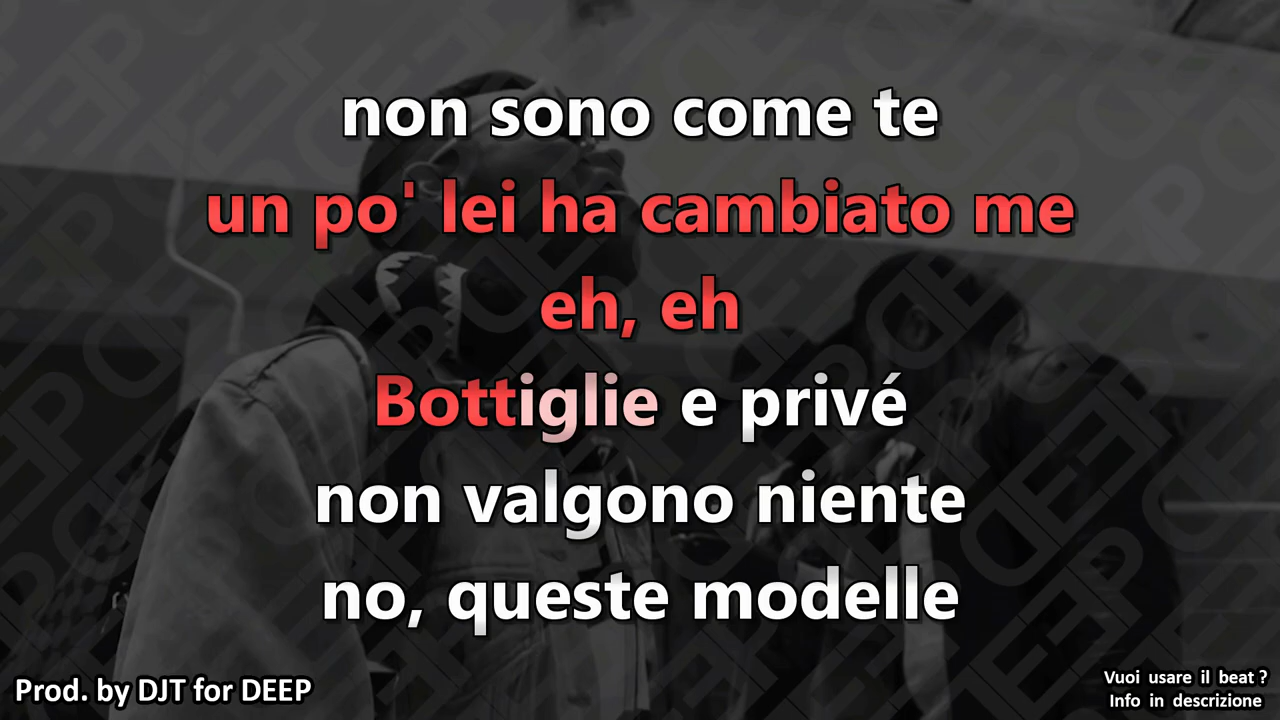 non sono come te
un po' lei ha cambiato me
eh, eh
Bottiglie e privé
non valgono niente
no, queste modelle
Prod. by DJT for DEEP
Vuoi usare il beat ?
Info in descrizione